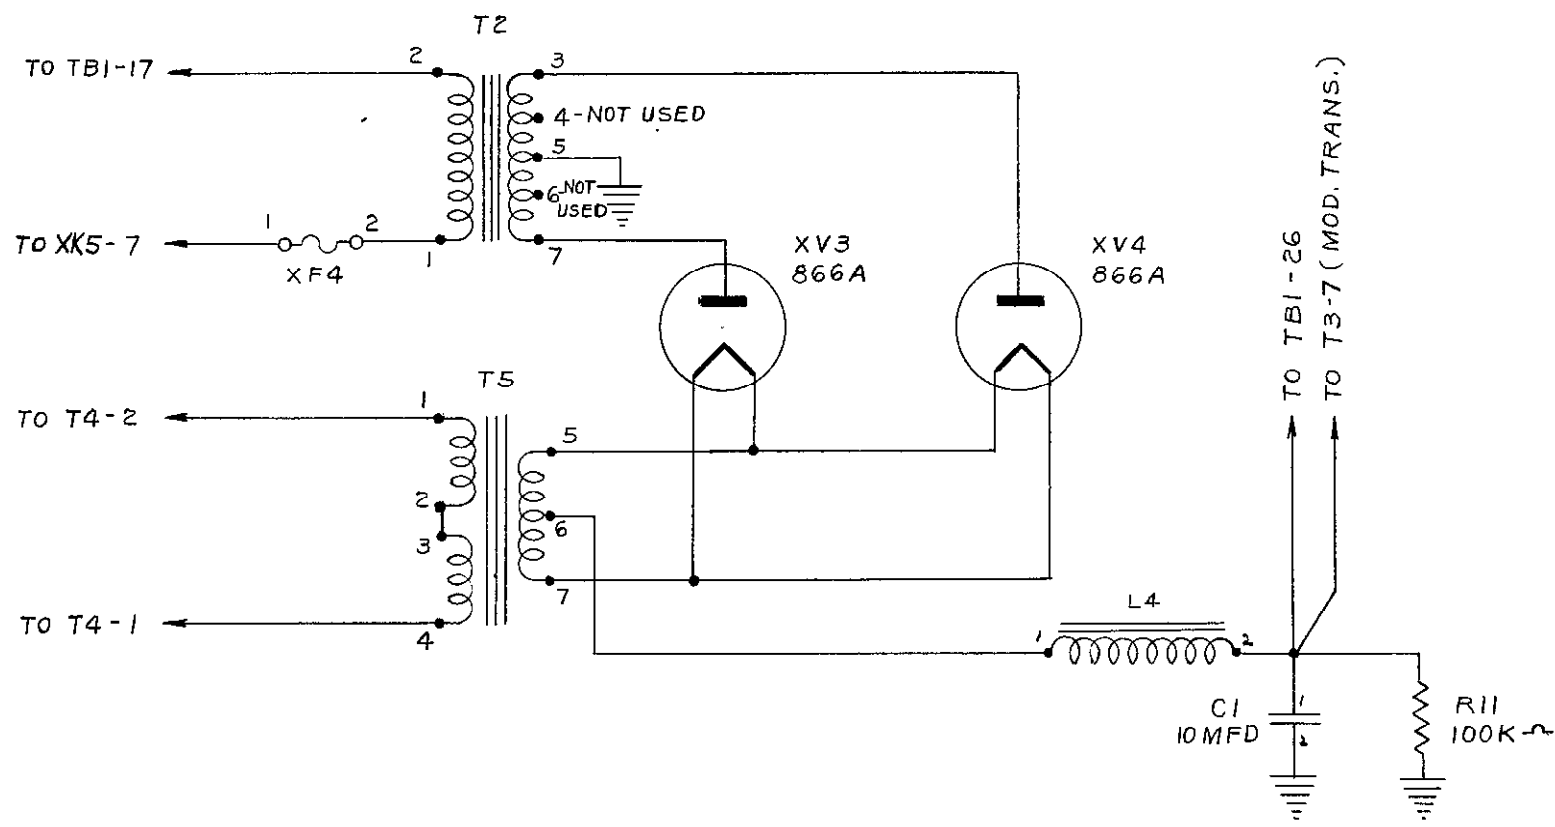 T2
TO TB1-17
2
3
4-NOT USED
5
6 NOT
USED
TO XK5-7
1
2
XF4
1
7
XV3
866A
XV4
866A
TO TB1-26
TO T3-7 (MOD. TRANS.)
T5
TO T4-2
1
5
2
6
3
7
TO T4-1
4
L4
1
2
C1
10 MFD
1
2
R11
100K Ω